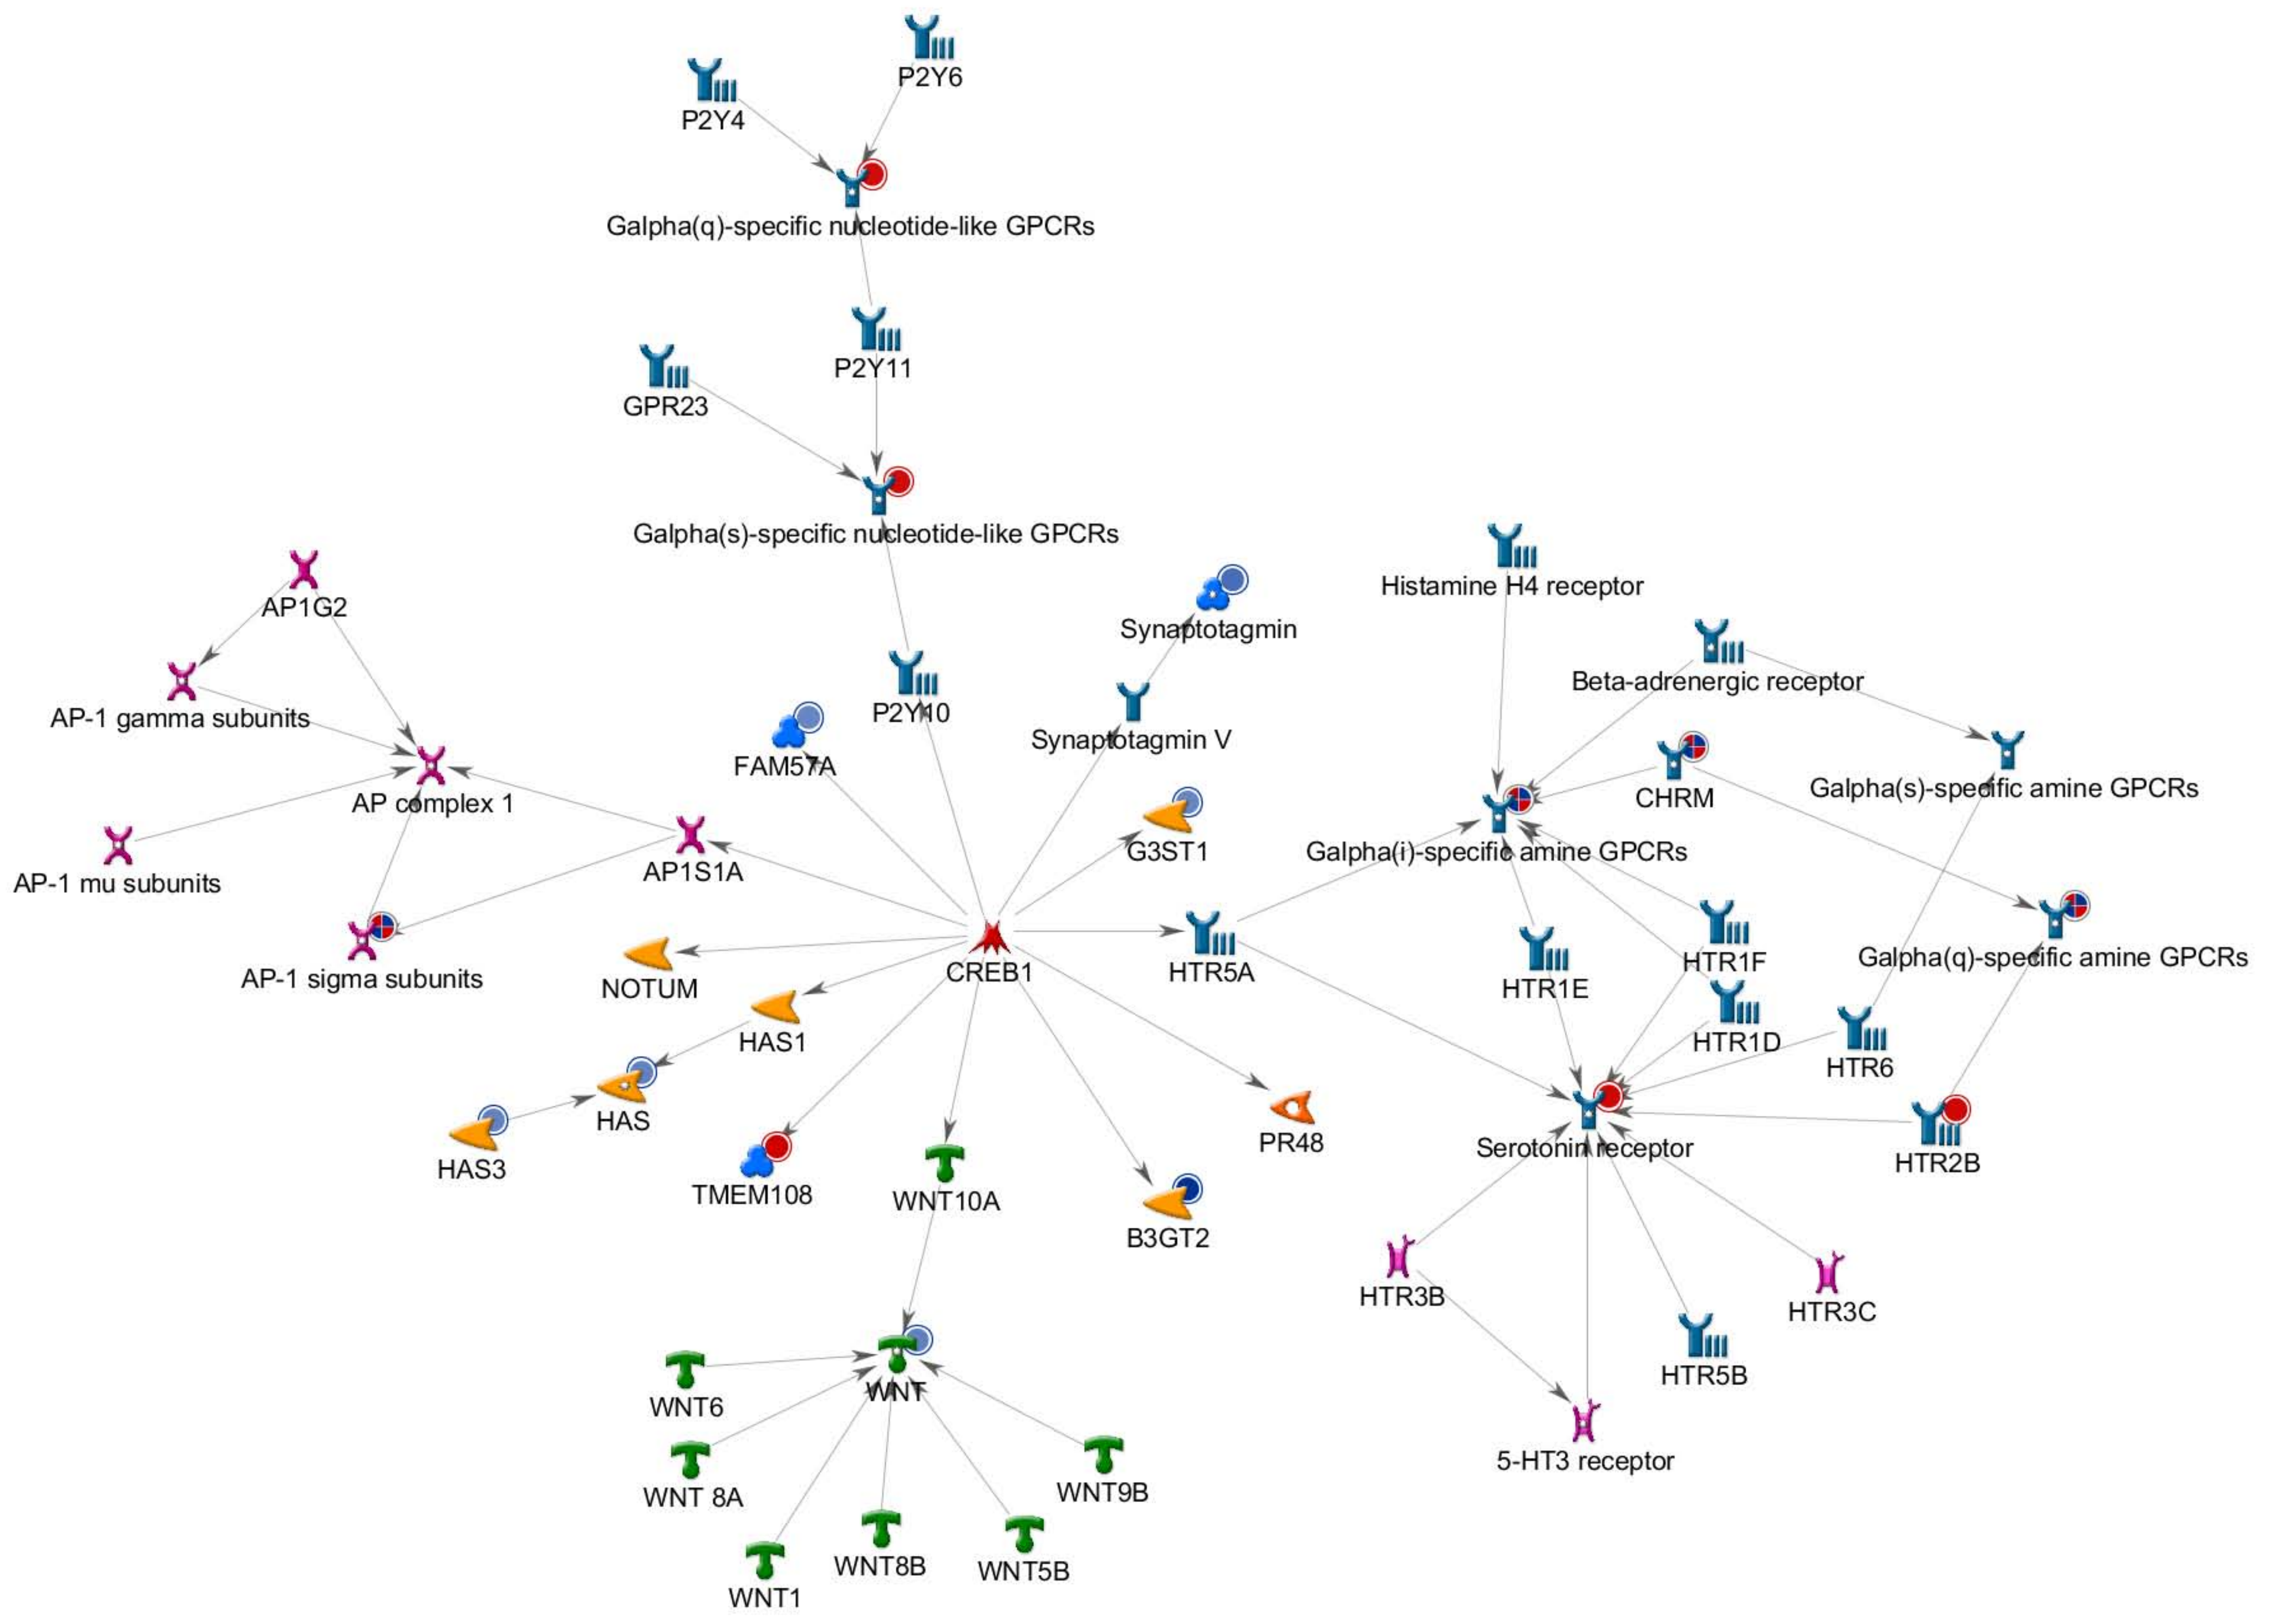 P2Y6
P2Y4
Galpha(q)-specific nucleotide-like GPCRs
P2Y11
GPR23
Galpha(s)-specific nucleotide-like GPCRs
Histamine H4 receptor
AP1G2
Synaptotagmin
Beta-adrenergic receptor
P2Y10
AP-1 gamma subunits
Synaptotagmin V
FAM57A
Galpha(s)-specific amine GPCRs
CHRM
AP complex 1
G3ST1
Galpha(i)-specific amine GPCRs
AP1S1A
AP-1 mu subunits
Galpha(q)-specific amine GPCRs
HTR1F
CREB1
HTR5A
AP-1 sigma subunits
NOTUM
HTR1E
HAS1
HTR1D
HTR6
HAS
PR48
Serotonin receptor
HTR2B
HAS3
TMEM108
WNT10A
B3GT2
HTR3B
HTR3C
HTR5B
WNT
WNT6
5-HT3 receptor
WNT9B
WNT 8A
WNT8B
WNT5B
WNT1